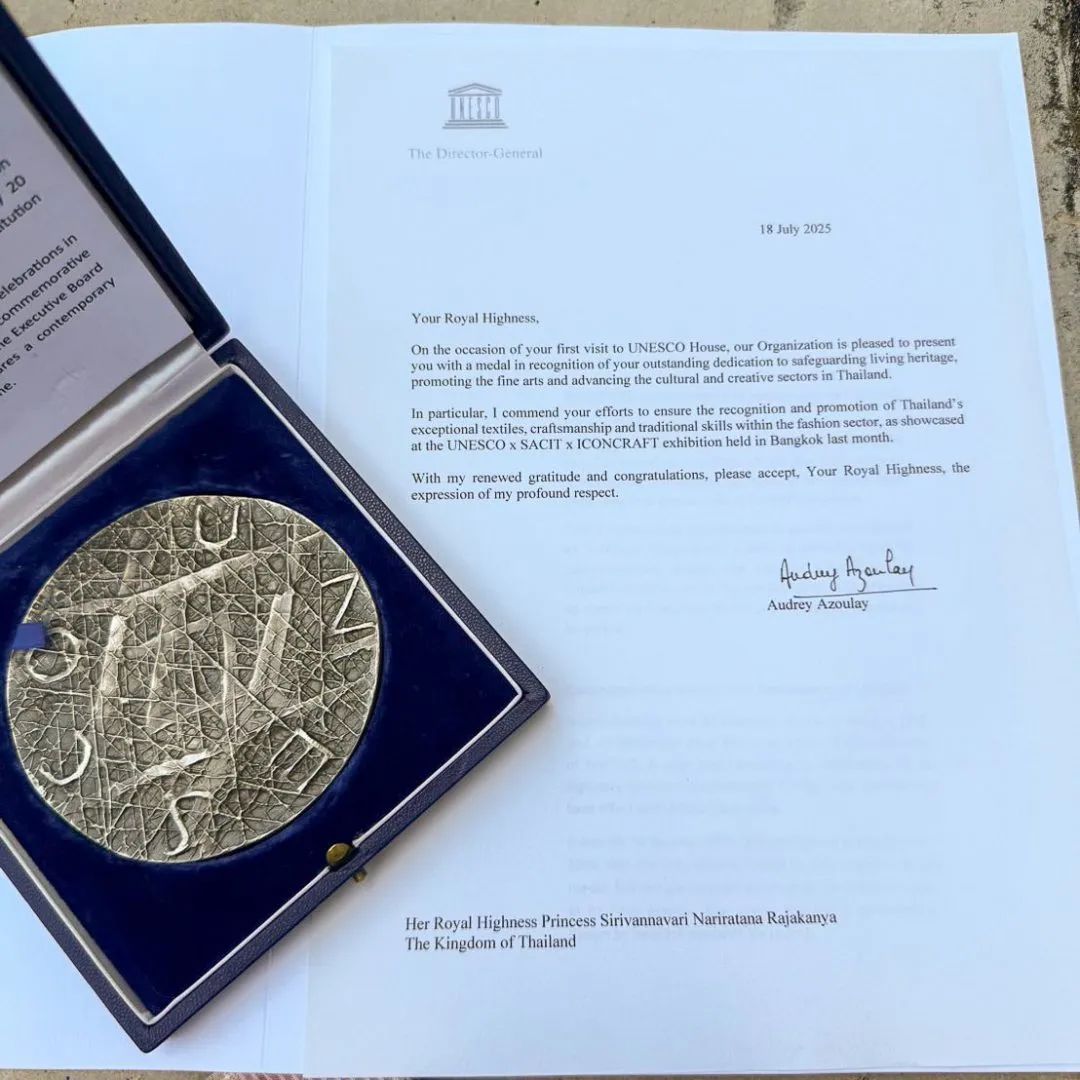 20
itution
elebrations in
ommemorative
e Executive Board
res a contemporary
ne.
UNESCO
UNESCO
The Director-General
18 July 2025
Your Royal Highness,
On the occasion of your first visit to UNESCO House, our Organization is pleased to present
you with a medal in recognition of your outstanding dedication to safeguarding living heritage,
promoting the fine arts and advancing the cultural and creative sectors in Thailand.
In particular, I commend your efforts to ensure the recognition and promotion of Thailand's
exceptional textiles, craftsmanship and traditional skills within the fashion sector, as showcased
at the UNESCO x SACIT x ICONCRAFT exhibition held in Bangkok last month.
With my renewed gratitude and congratulations, please accept, Your Royal Highness, the
expression of my profound respect.
Audrey Azoulay
Audrey Azoulay
Her Royal Highness Princess Sirivannavari Nariratana Rajakanya
The Kingdom of Thailand